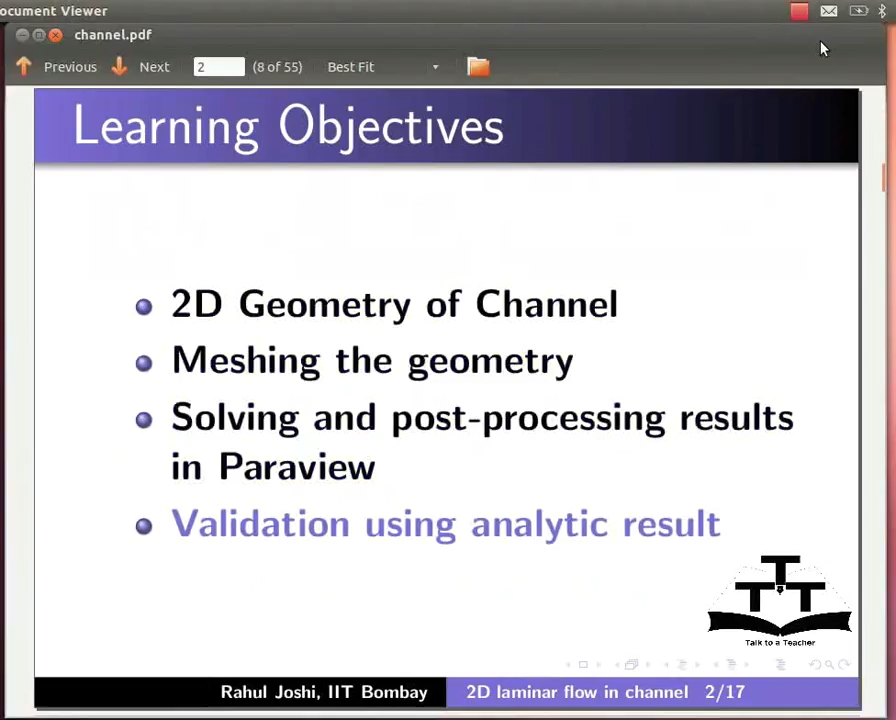 ocument Viewer
channel.pdf
Previous Next 2 (8 of 55) Best Fit
Learning Objectives
2D Geometry of Channel
Meshing the geometry
Solving and post-processing results
in Paraview
Validation using analytic result
T T T
Talk to a Teacher
Rahul Joshi, IIT Bombay 2D laminar flow in channel 2/17